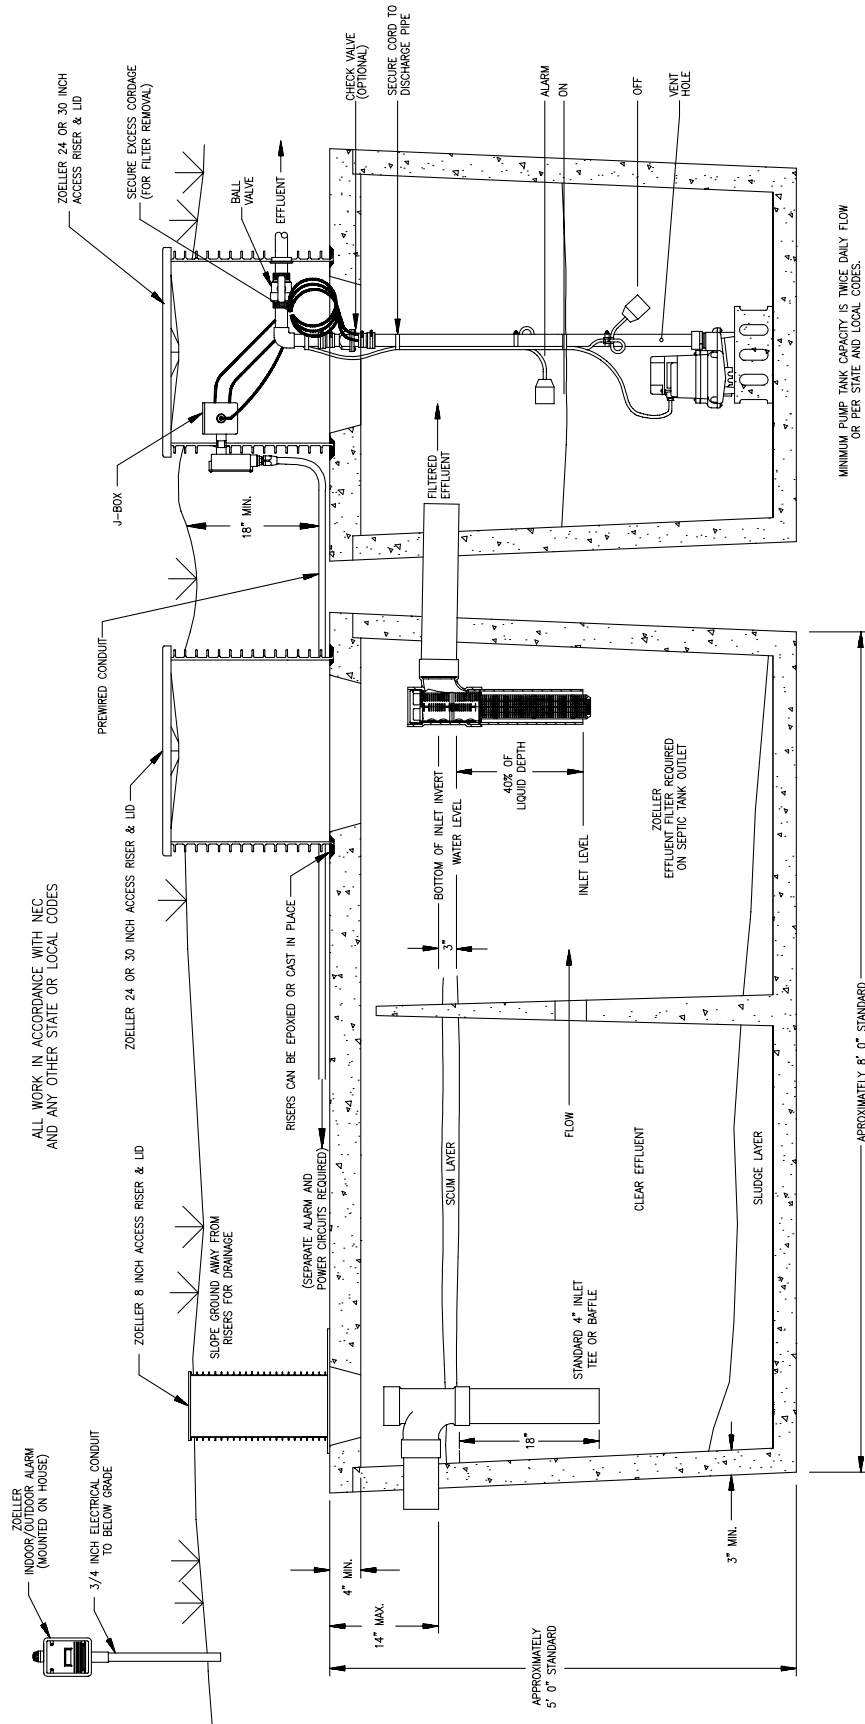 ALL WORK IN ACCORDANCE WITH NEC
AND ANY OTHER STATE OR LOCAL CODES
ZOELLER
INDOOR/OUTDOOR ALARM
(MOUNTED ON HOUSE)
3/4 INCH ELECTRICAL CONDUIT
TO BELOW GRADE
ZOELLER 8 INCH ACCESS RISER & LID
SLOPE GROUND AWAY FROM
RISERS FOR DRAINAGE
(SEPARATE ALARM AND
POWER CIRCUITS REQUIRED)
RISERS CAN BE EPOXIED OR CAST IN PLACE
ZOELLER 24 OR 30 INCH ACCESS RISER & LID
PREWIRED CONDUIT
18" MIN.
J-BOX
ZOELLER 24 OR 30 INCH
ACCESS RISER & LID
SECURE EXCESS CORDAGE
(FOR FILTER REMOVAL)
BALL
VALVE
EFFLUENT
CHECK VALVE
(OPTIONAL)
SECURE CORD TO
DISCHARGE PIPE
ALARM
ON
OFF
VENT
HOLE
FILTERED
EFFLUENT
BOTTOM OF INLET INVERT
WATER LEVEL
3"
40% OF
LIQUID DEPTH
INLET LEVEL
ZOELLER
EFFLUENT FILTER REQUIRED
ON SEPTIC TANK OUTLET
SCUM LAYER
FLOW
CLEAR EFFLUENT
SLUDGE LAYER
STANDARD 4" INLET
TEE OR BAFFLE
18"
4" MIN.
14" MAX.
3" MIN.
APPROXIMATELY
5' 0" STANDARD
APROXIMATELY 8' 0" STANDARD
MINIMUM PUMP TANK CAPACITY IS TWICE DAILY FLOW
OR PER STATE AND LOCAL CODES.